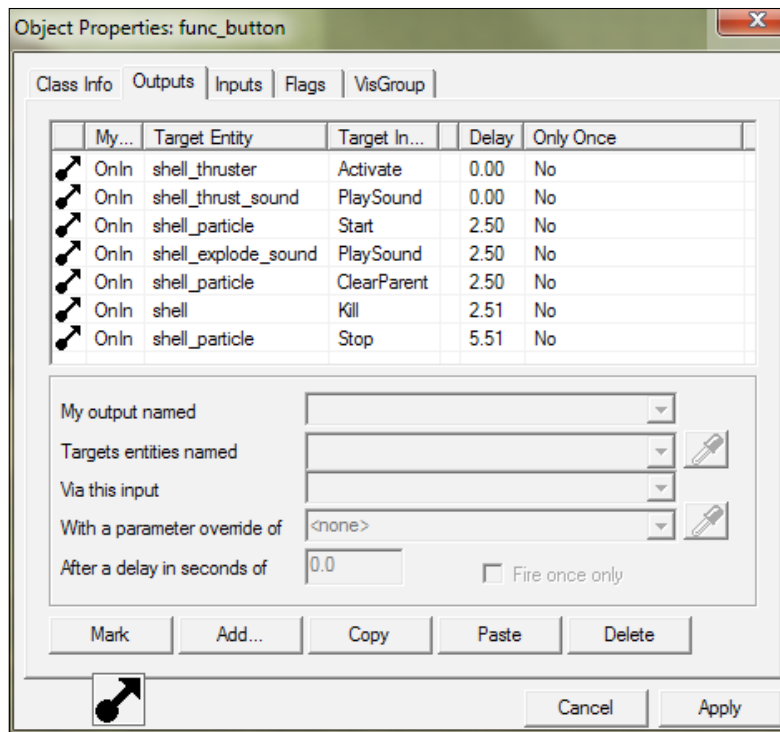 Object Properties: func_button
Class Info Outputs Inputs Flags VisGroup
My... Target Entity Target In... Delay Only Once
OnIn shell_thruster Activate 0.00 No
OnIn shell_thrust_sound PlaySound 0.00 No
OnIn shell_particle Start 2.50 No
OnIn shell_explode_sound PlaySound 2.50 No
OnIn shell_particle ClearParent 2.50 No
OnIn shell Kill 2.51 No
OnIn shell_particle Stop 5.51 No
My output named
Targets entities named
Via this input
With a parameter override of <none>
After a delay in seconds of 0.0 Fire once only
Mark Add... Copy Paste Delete
Cancel Apply